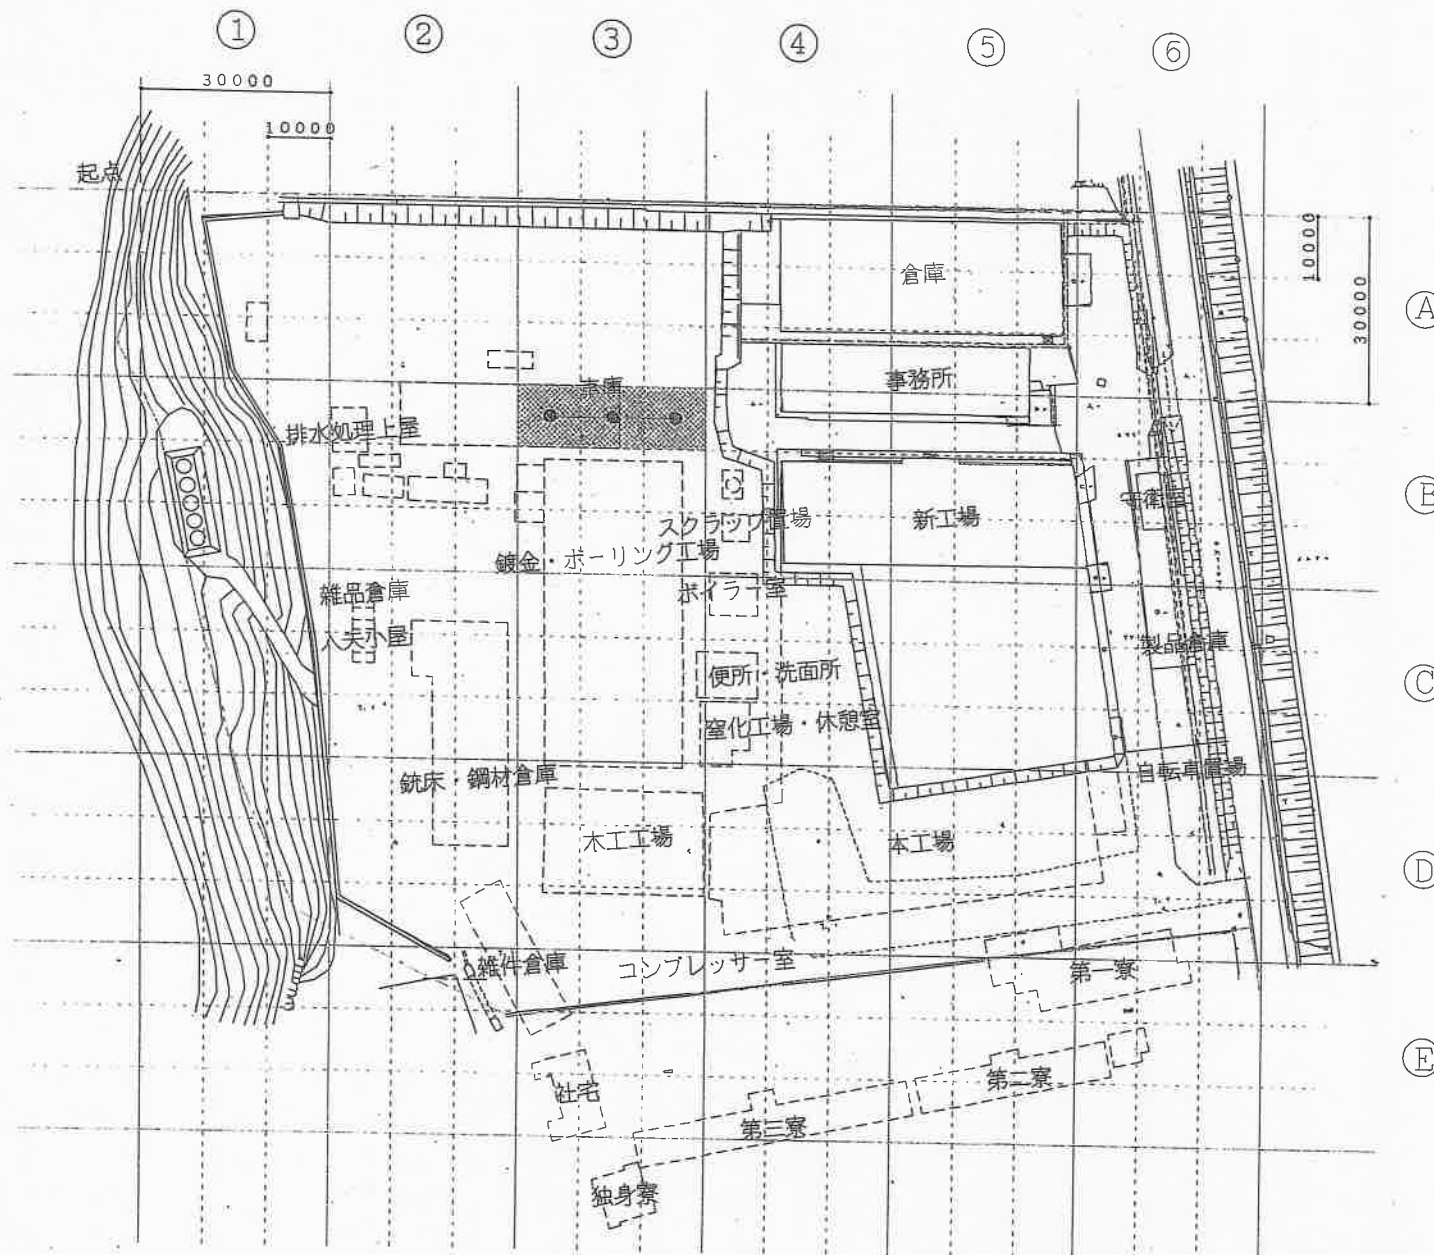 ① ② ③ ④ ⑤ ⑥
30000
10000
起点
10000
30000
倉庫
Ⓐ
車庫
事務所
排水処理上屋
Ⓑ
守衛室
スクラップ置場
新工場
鍍金・ボーリング工場
雑品倉庫
ボイラー室
人夫小屋
製品倉庫
便所・洗面所
Ⓒ
窒化工場・休憩室
自転車置場
銃床・鋼材倉庫
木工工場
本工場
Ⓓ
雑件倉庫
コンプレッサー室
第一寮
Ⓔ
第二寮
社宅
第三寮
独身寮